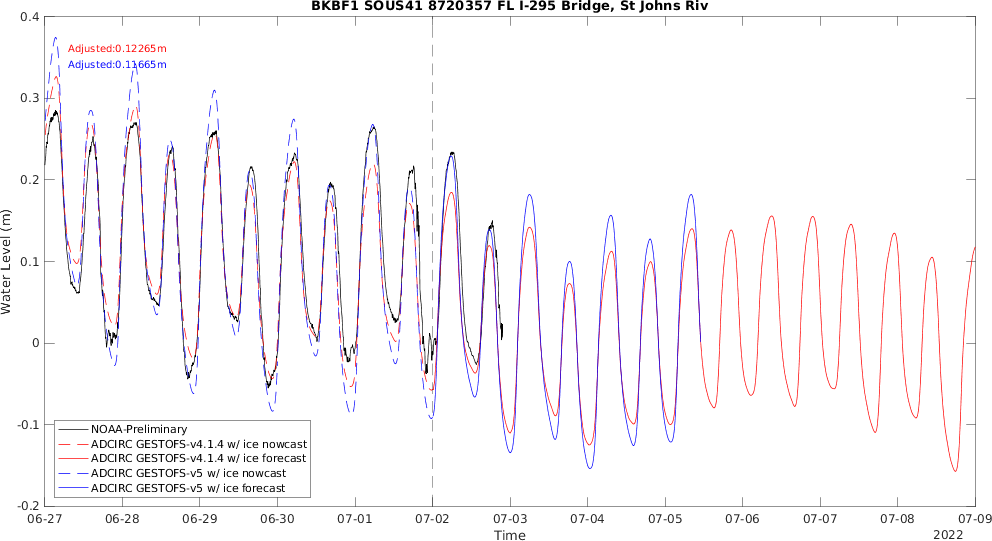 BKBF1 SOUS41 8720357 FL I-295 Bridge, St Johns Riv
Adjusted:0.12265m
Adjusted:0.11665m
Water Level (m)
0.4
0.3
0.2
0.1
0
-0.1
-0.2
NOAA-Preliminary
ADCIRC GESTOFS-v4.1.4 w/ ice nowcast
ADCIRC GESTOFS-v4.1.4 w/ ice forecast
ADCIRC GESTOFS-v5 w/ ice nowcast
ADCIRC GESTOFS-v5 w/ ice forecast
06-27 06-28 06-29 06-30 07-01 07-02 07-03 07-04 07-05 07-06 07-07 07-08 07-09
Time
2022